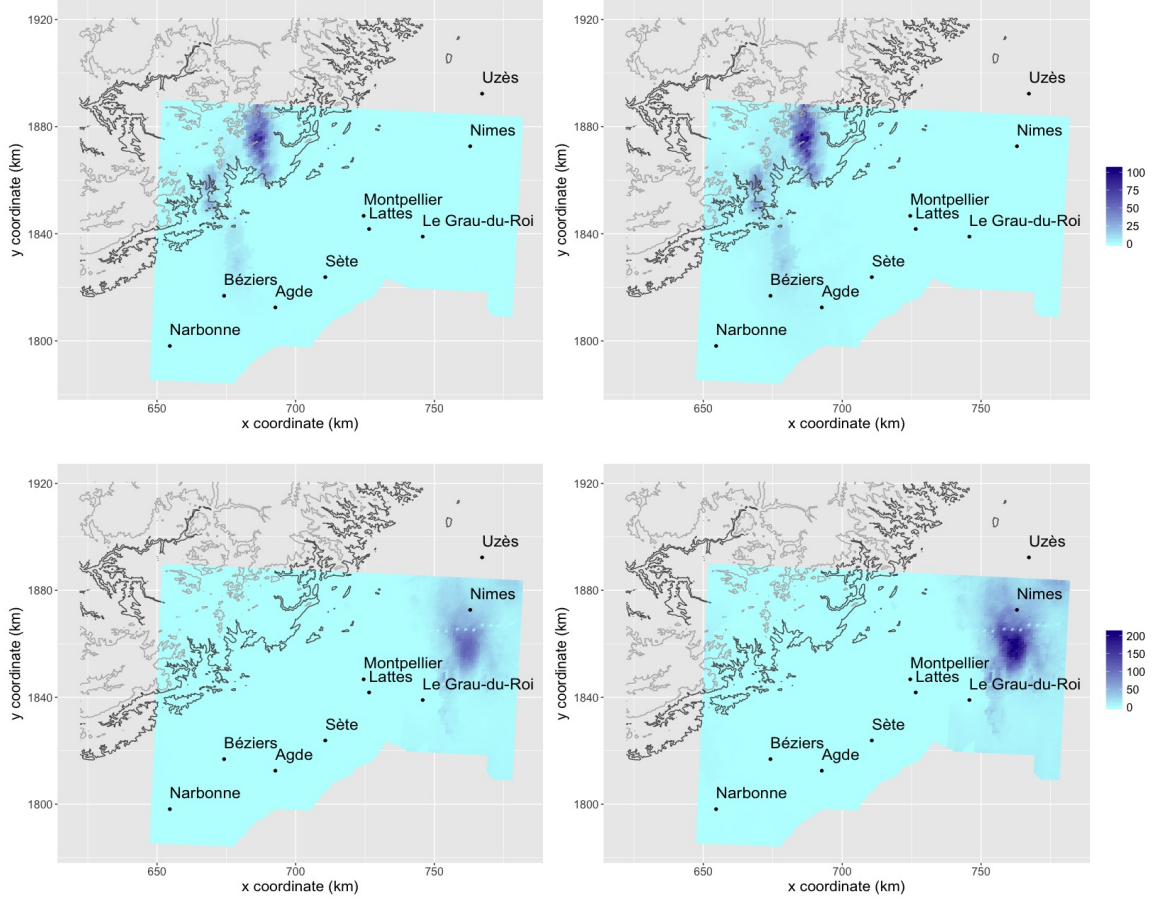 1920
1880
1840
1800
y coordinate (km)
Uzès
Nimes
Montpellier
Lattes
Le Grau-du-Roi
Sète
Béziers
Agde
Narbonne
650
700
750
x coordinate (km)
1920
1880
1840
1800
y coordinate (km)
Uzès
Nimes
Montpellier
Lattes
Le Grau-du-Roi
Sète
Béziers
Agde
Narbonne
650
700
750
x coordinate (km)
100
75
50
25
0
1920
1880
1840
1800
y coordinate (km)
Uzès
Nimes
Montpellier
Lattes
Le Grau-du-Roi
Sète
Béziers
Agde
Narbonne
650
700
750
x coordinate (km)
1920
1880
1840
1800
y coordinate (km)
Uzès
Nimes
Montpellier
Lattes
Le Grau-du-Roi
Sète
Béziers
Agde
Narbonne
650
700
750
x coordinate (km)
200
150
100
50
0